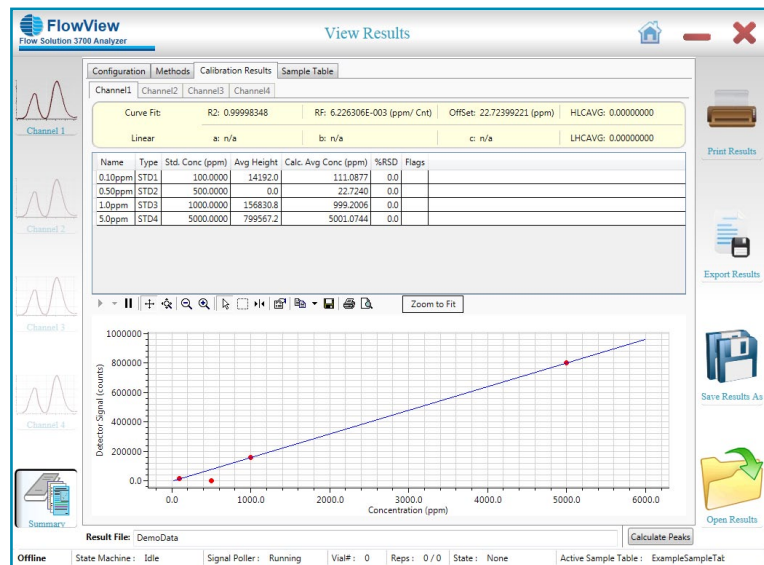 FlowView
Flow Solution 3700 Analyzer
View Results
Configuration Methods Calibration Results Sample Table
Channel1 Channel2 Channel3 Channel4
Curve Fit: R2: 0.99998348 RF: 6.226306E-003 (ppm/ Cnt) OffSet: 22.72399221 (ppm) HLCAVG: 0.00000000
Linear a: n/a b: n/a c: n/a LHCAVG: 0.00000000
Name Type Std. Conc (ppm) Avg Height Calc. Avg Conc (ppm) %RSD Flags
0.10ppm STD1 100.0000 14192.0 111.0877 0.0
0.50ppm STD2 500.0000 0.0 22.7240 0.0
1.0ppm STD3 1000.0000 156830.8 999.2006 0.0
5.0ppm STD4 5000.0000 799567.2 5001.0744 0.0
Zoom to Fit
Channel 1
Channel 2
Channel 3
Channel 4
Summary
Print Results
Export Results
Save Results As
Open Results
Detector Signal (counts)
1000000
800000
600000
400000
200000
0.0
0.0 1000.0 2000.0 3000.0 4000.0 5000.0 6000.0
Concentration (ppm)
Result File: DemoData Calculate Peaks
Offline State Machine : Idle Signal Poller : Running Vial# : 0 Reps : 0 / 0 State : None Active Sample Table : ExampleSampleTat